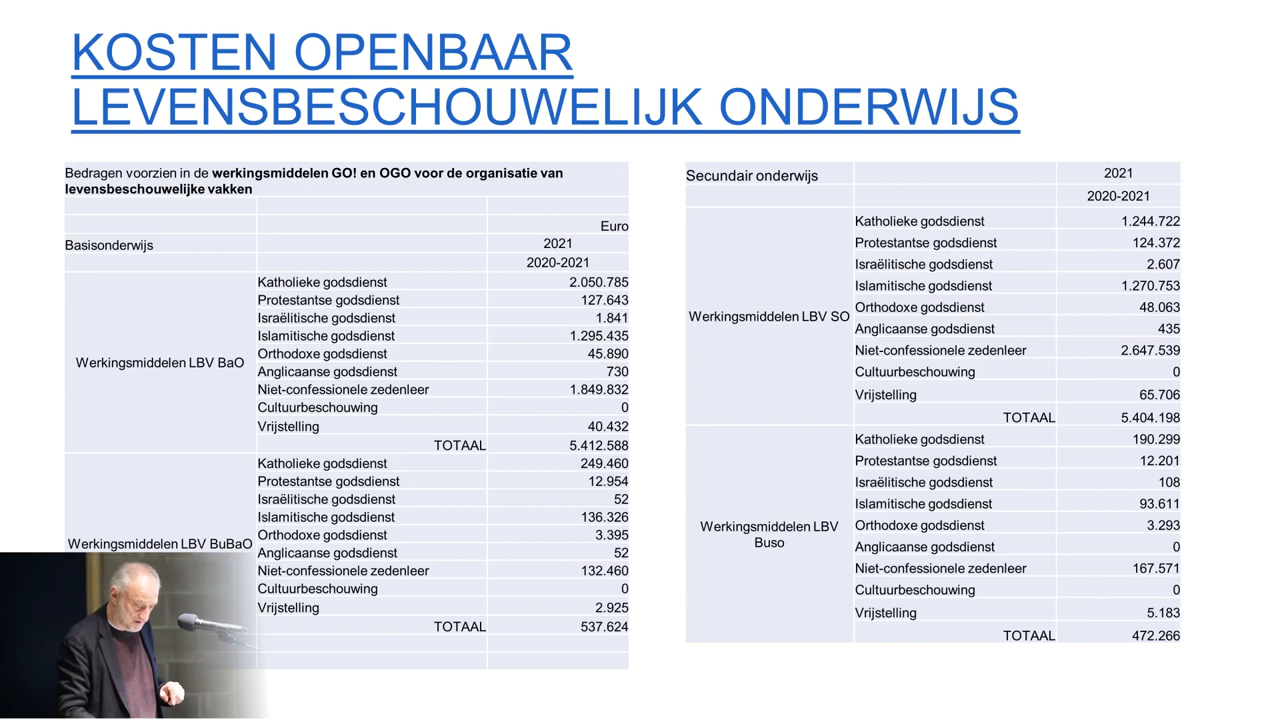 KOSTEN OPENBAAR
LEVENSBESCHOUWELIJK ONDERWIJS
Bedragen voorzien in de werkingsmiddelen GO! en OGO voor de organisatie van
levensbeschouwelijke vakken
Euro
Basisonderwijs 2021
2020-2021
Werkingsmiddelen LBV BaO
Katholieke godsdienst 2.050.785
Protestantse godsdienst 127.643
Israëlitische godsdienst 1.841
Islamitische godsdienst 1.295.435
Orthodoxe godsdienst 45.890
Anglicaanse godsdienst 730
Niet-confessionele zedenleer 1.849.832
Cultuurbeschouwing 0
Vrijstelling 40.432
TOTAAL 5.412.588
Werkingsmiddelen LBV BuBaO
Katholieke godsdienst 249.460
Protestantse godsdienst 12.954
Israëlitische godsdienst 52
Islamitische godsdienst 136.326
Orthodoxe godsdienst 3.395
Anglicaanse godsdienst 52
Niet-confessionele zedenleer 132.460
Cultuurbeschouwing 0
Vrijstelling 2.925
TOTAAL 537.624
Secundair onderwijs 2021
2020-2021
Werkingsmiddelen LBV SO
Katholieke godsdienst 1.244.722
Protestantse godsdienst 124.372
Israëlitische godsdienst 2.607
Islamitische godsdienst 1.270.753
Orthodoxe godsdienst 48.063
Anglicaanse godsdienst 435
Niet-confessionele zedenleer 2.647.539
Cultuurbeschouwing 0
Vrijstelling 65.706
TOTAAL 5.404.198
Werkingsmiddelen LBV
Buso
Katholieke godsdienst 190.299
Protestantse godsdienst 12.201
Israëlitische godsdienst 108
Islamitische godsdienst 93.611
Orthodoxe godsdienst 3.293
Anglicaanse godsdienst 0
Niet-confessionele zedenleer 167.571
Cultuurbeschouwing 0
Vrijstelling 5.183
TOTAAL 472.266